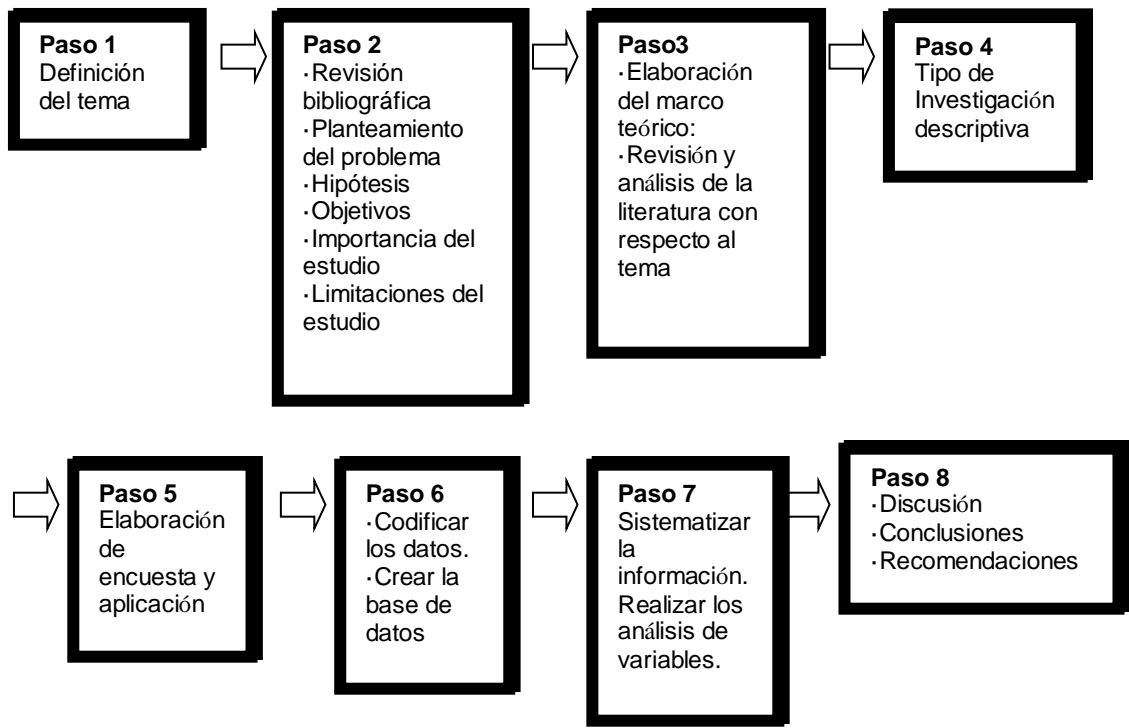 Paso 1
Definición
del tema
Paso 2
·Revisión
bibliográfica
·Planteamiento
del problema
·Hipótesis
·Objetivos
·Importancia del
estudio
·Limitaciones del
estudio
Paso3
·Elaboración
del marco
teórico:
·Revisión y
análisis de la
literatura con
respecto al
tema
Paso 4
Tipo de
Investigación
descriptiva
Paso 5
Elaboración
de
encuesta y
aplicación
Paso 6
·Codificar
los datos.
·Crear la
base de
datos
Paso 7
Sistematizar
la
información.
Realizar los
análisis de
variables.
Paso 8
·Discusión
·Conclusiones
·Recomendaciones